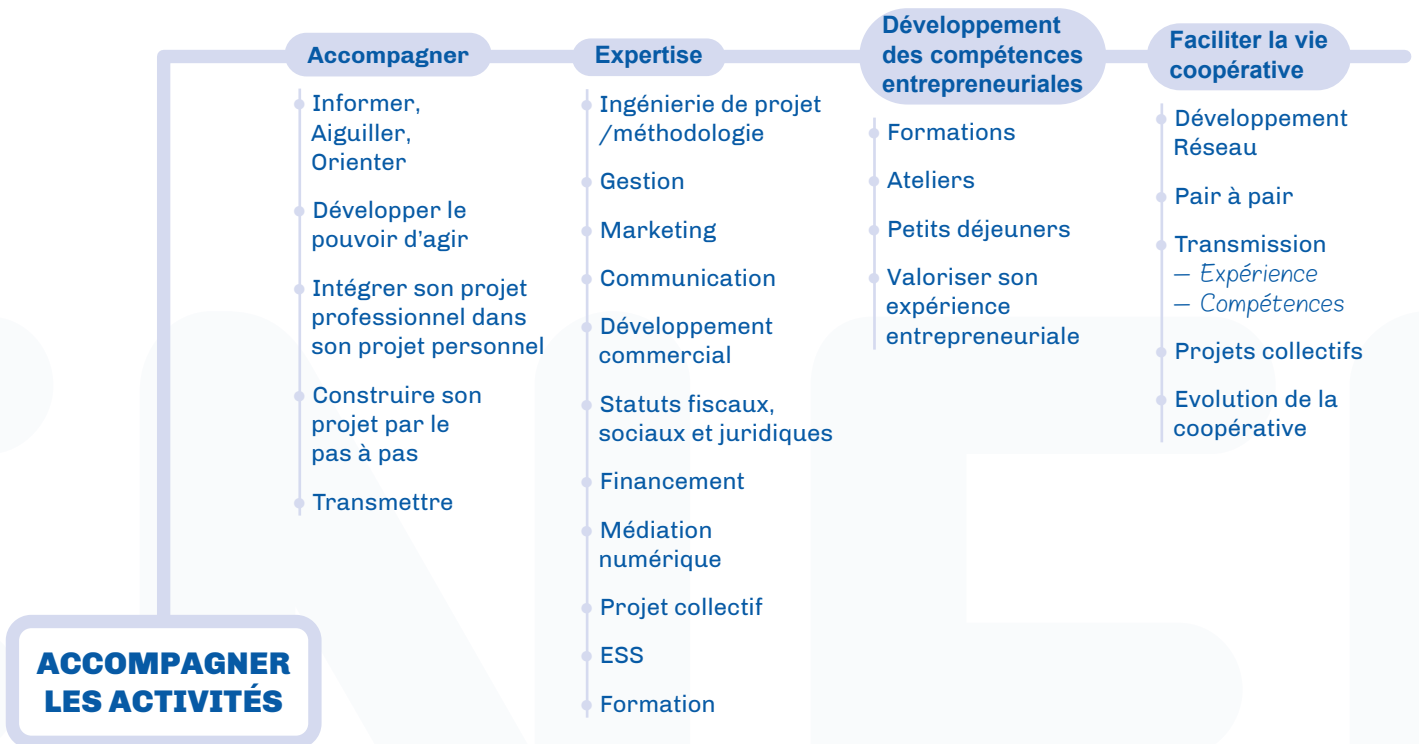 Accompagner
Informer,
Aiguiller,
Orienter
Développer le
pouvoir d'agir
Intégrer son projet
professionnel dans
son projet personnel
Construire son
projet par le
pas à pas
Transmettre
Expertise
Ingénierie de projet
/méthodologie
Gestion
Marketing
Communication
Développement
commercial
Statuts fiscaux,
sociaux et juridiques
Financement
Médiation
numérique
Projet collectif
ESS
Formation
Développement
des compétences
entrepreneuriales
Formations
Ateliers
Petits déjeuners
Valoriser son
expérience
entrepreneuriale
Faciliter la vie
coopérative
Développement
Réseau
Pair à pair
Transmission
— Expérience
— Compétences
Projets collectifs
Evolution de la
coopérative
ACCOMPAGNER
LES ACTIVITÉS